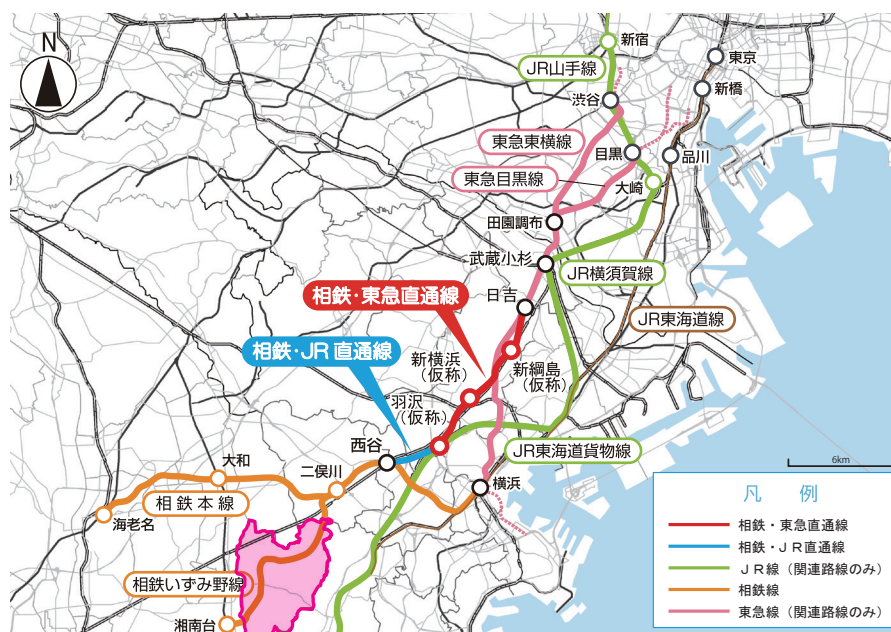 N
新宿
東京
JR山手線
新橋
渋谷
東急東横線
目黒
品川
東急目黒線
大崎
田園調布
武蔵小杉
JR横須賀線
相鉄・東急直通線
日吉
JR東海道線
相鉄・JR直通線
新横浜
(仮称)
新綱島
(仮称)
羽沢
(仮称)
西谷
JR東海道貨物線
大和
二俣川
6km
横浜
相鉄本線
海老名
凡 例
相鉄・東急直通線
相鉄・JR直通線
JR線(関連路線のみ)
相鉄いずみ野線
相鉄線
東急線(関連路線のみ)
湘南台